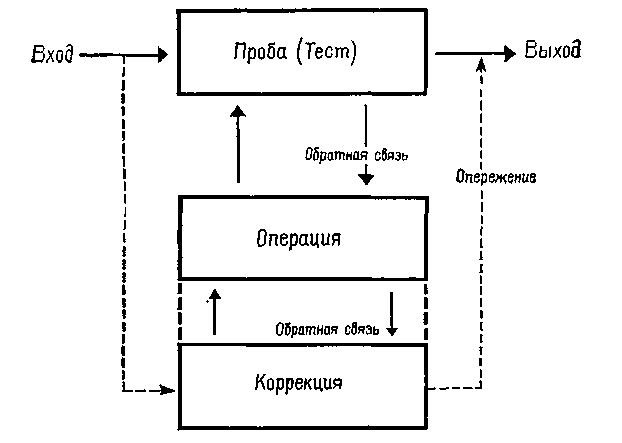 Вход
Проба (Тест)
Выход
Обратная связь
Опережение
Операция
Обратная связь
Коррекция